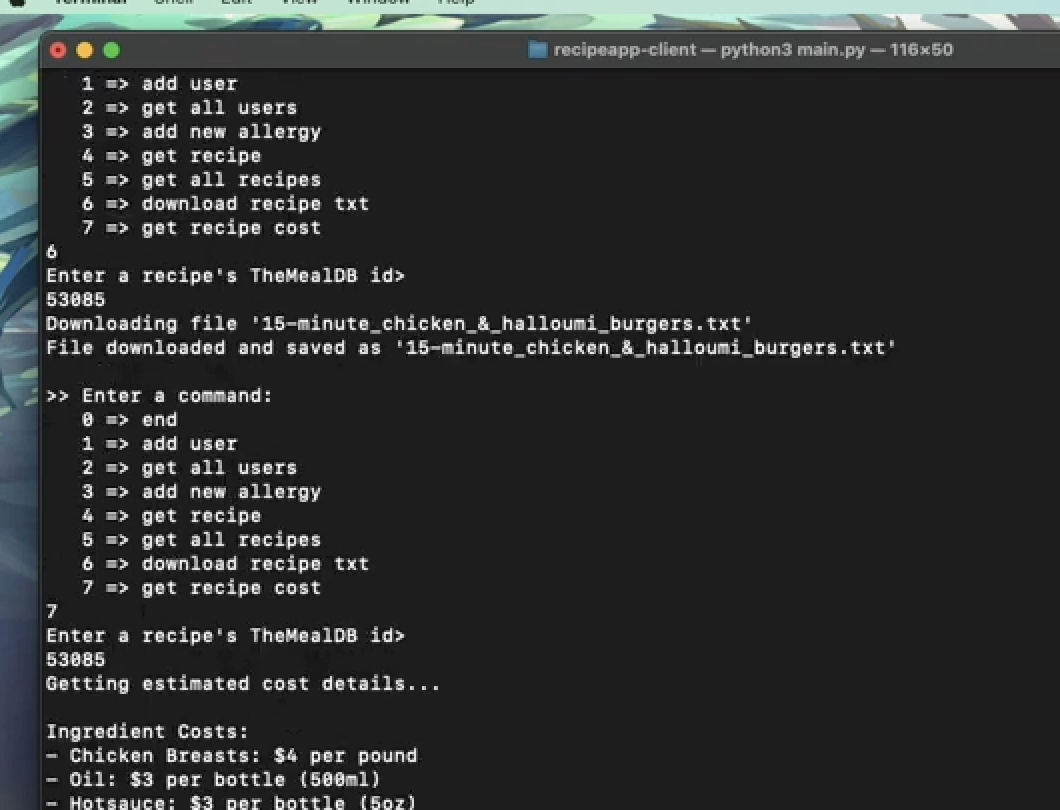 Terminal Shell Edit View Window Help
recipeapp-client — python3 main.py — 116×50
1 => add user
2 => get all users
3 => add new allergy
4 => get recipe
5 => get all recipes
6 => download recipe txt
7 => get recipe cost
6
Enter a recipe's TheMealDB id>
53085
Downloading file '15-minute_chicken_&_halloumi_burgers.txt'
File downloaded and saved as '15-minute_chicken_&_halloumi_burgers.txt'
>> Enter a command:
0 => end
1 => add user
2 => get all users
3 => add new allergy
4 => get recipe
5 => get all recipes
6 => download recipe txt
7 => get recipe cost
7
Enter a recipe's TheMealDB id>
53085
Getting estimated cost details...
Ingredient Costs:
- Chicken Breasts: $4 per pound
- Oil: $3 per bottle (500ml)
- Hotsauce: $3 per bottle (5oz)